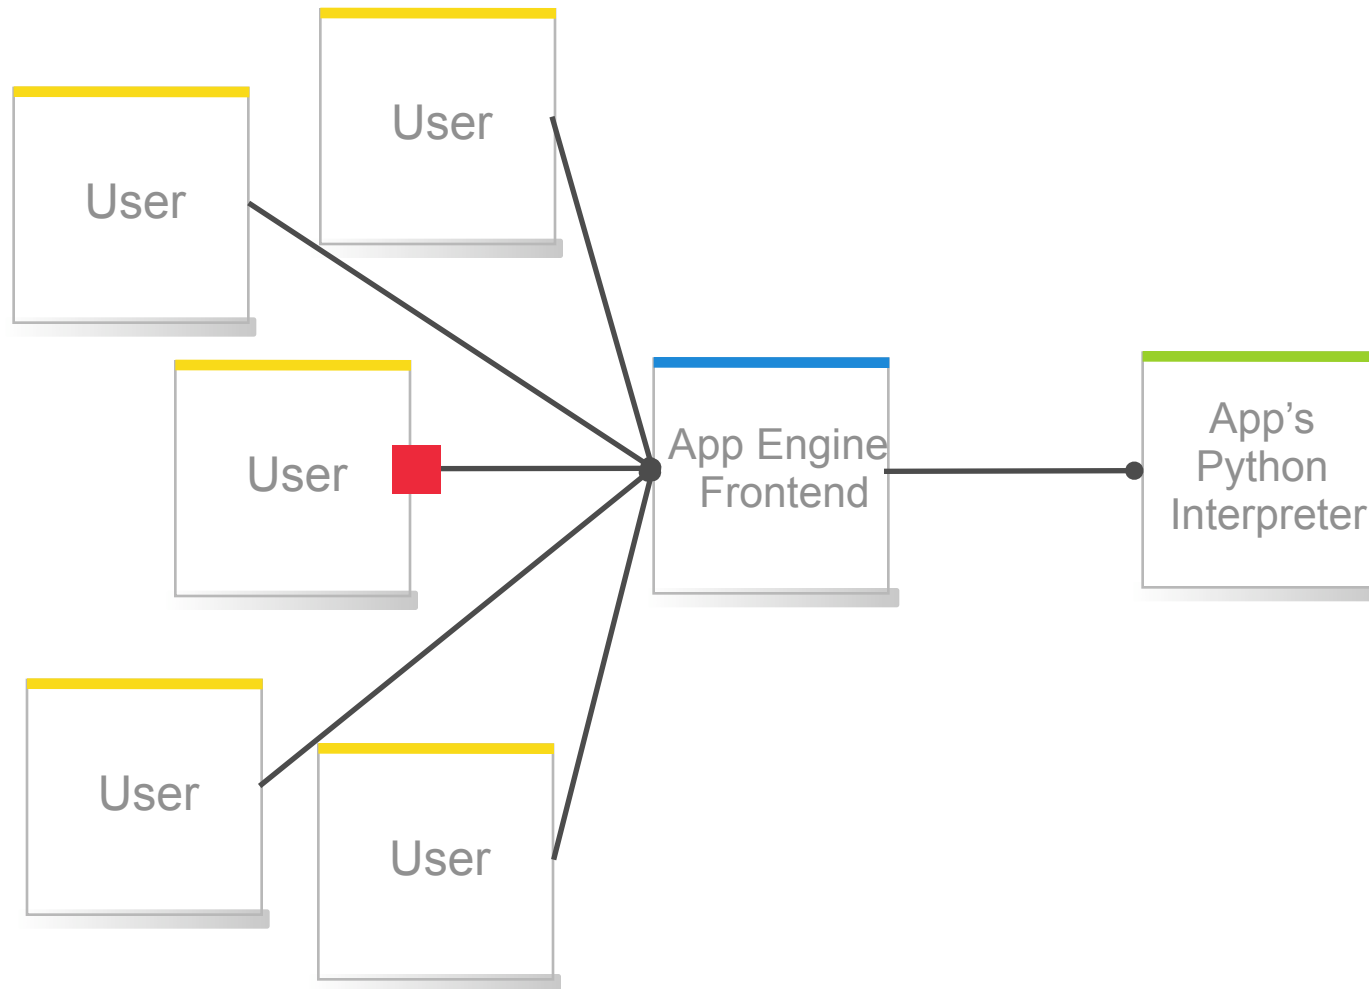 User
User
User
App Engine
Frontend
App's
Python
Interpreter
User
User